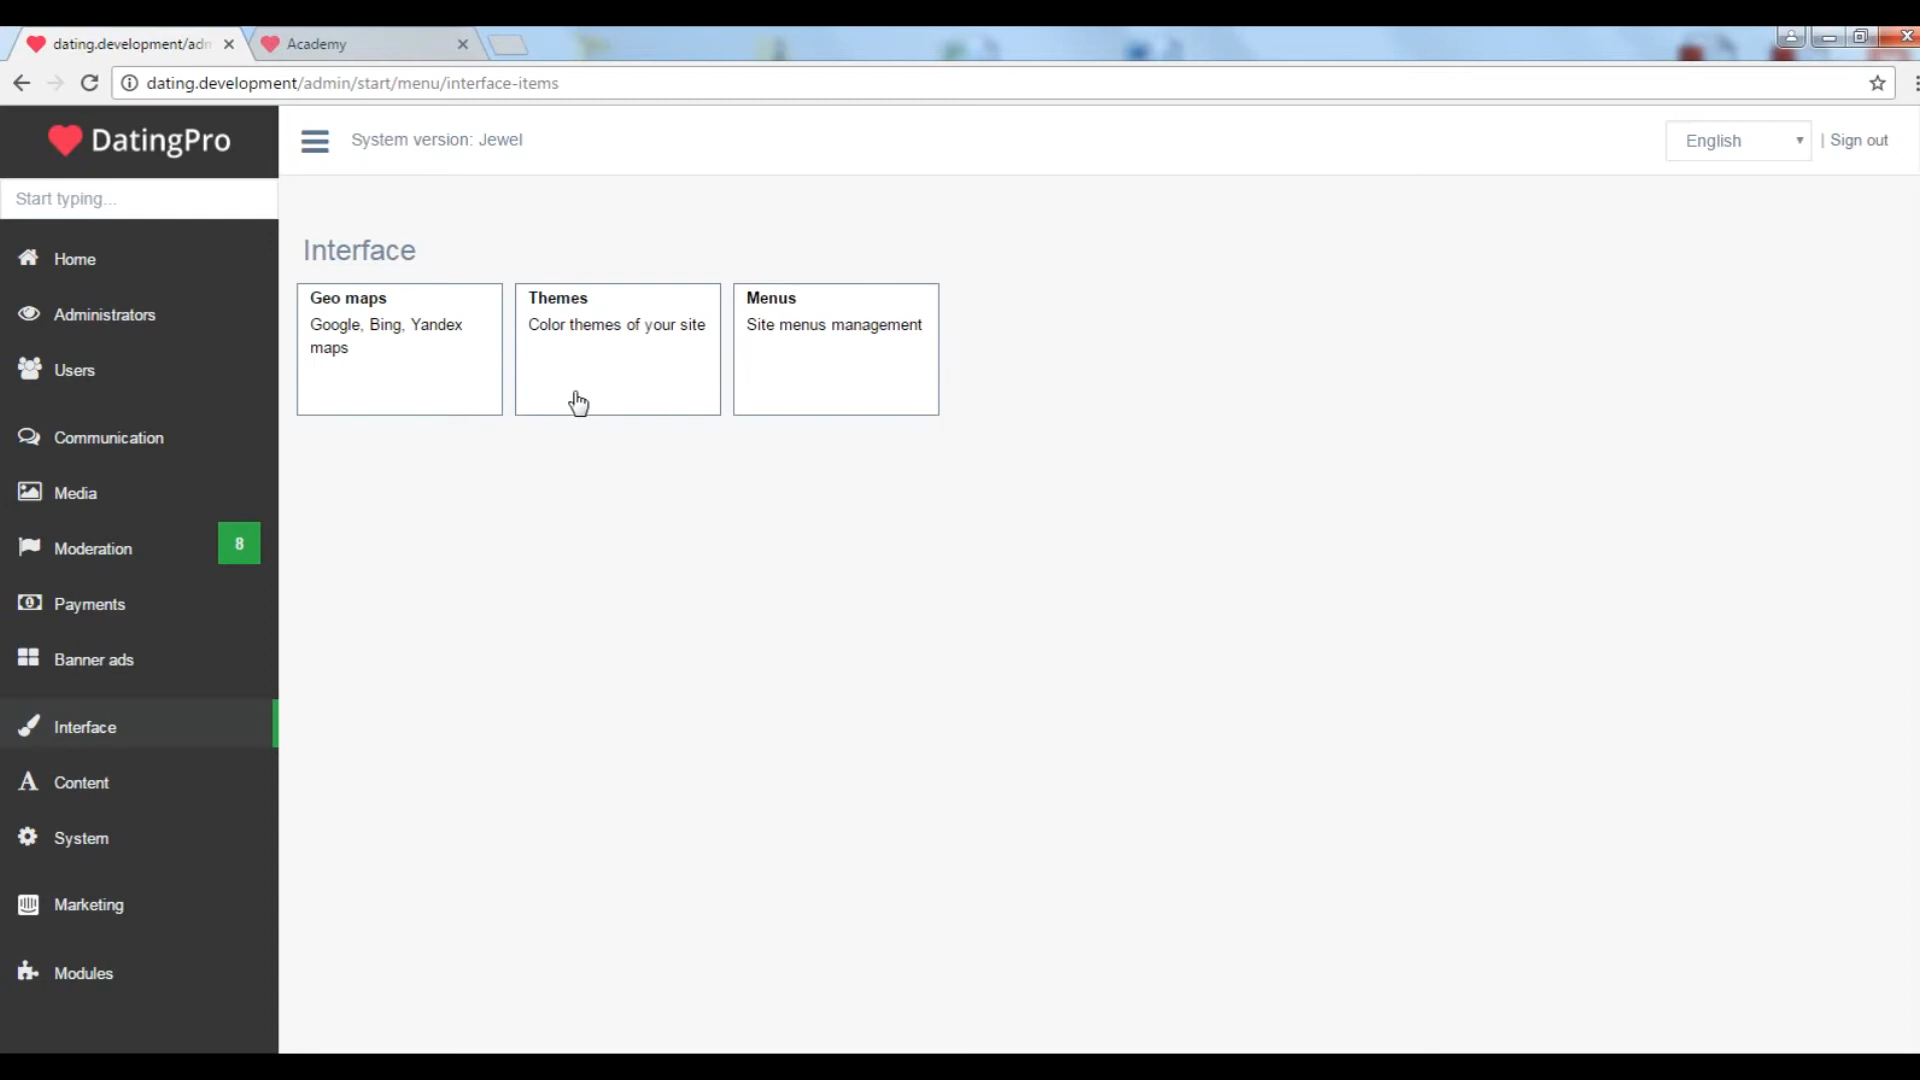 dating.development/adm
Academy
dating.development/admin/start/menu/interface-items
DatingPro
System version: Jewel
English
| Sign out
Start typing...
Home
Administrators
Users
Communication
Media
Moderation
8
Payments
Banner ads
Interface
Content
System
Marketing
Modules
Interface
Geo maps
Google, Bing, Yandex
maps
Themes
Color themes of your site
Menus
Site menus management